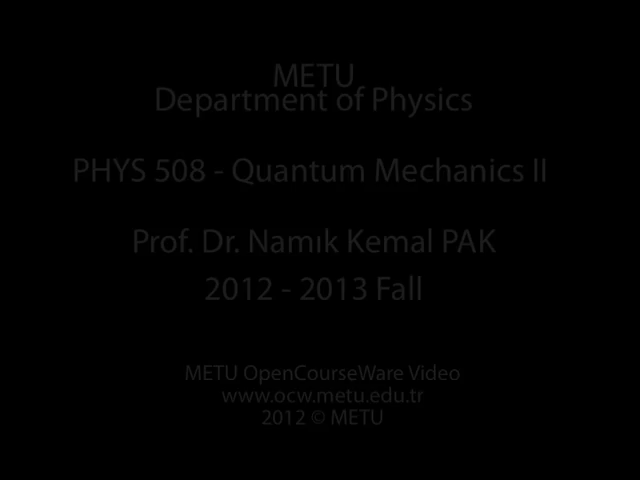 METU
Department of Physics
PHYS 508 - Quantum Mechanics II
Prof. Dr. Namık Kemal PAK
2012 - 2013 Fall
METU OpenCourseWare Video
www.ocw.metu.edu.tr
2012 © METU